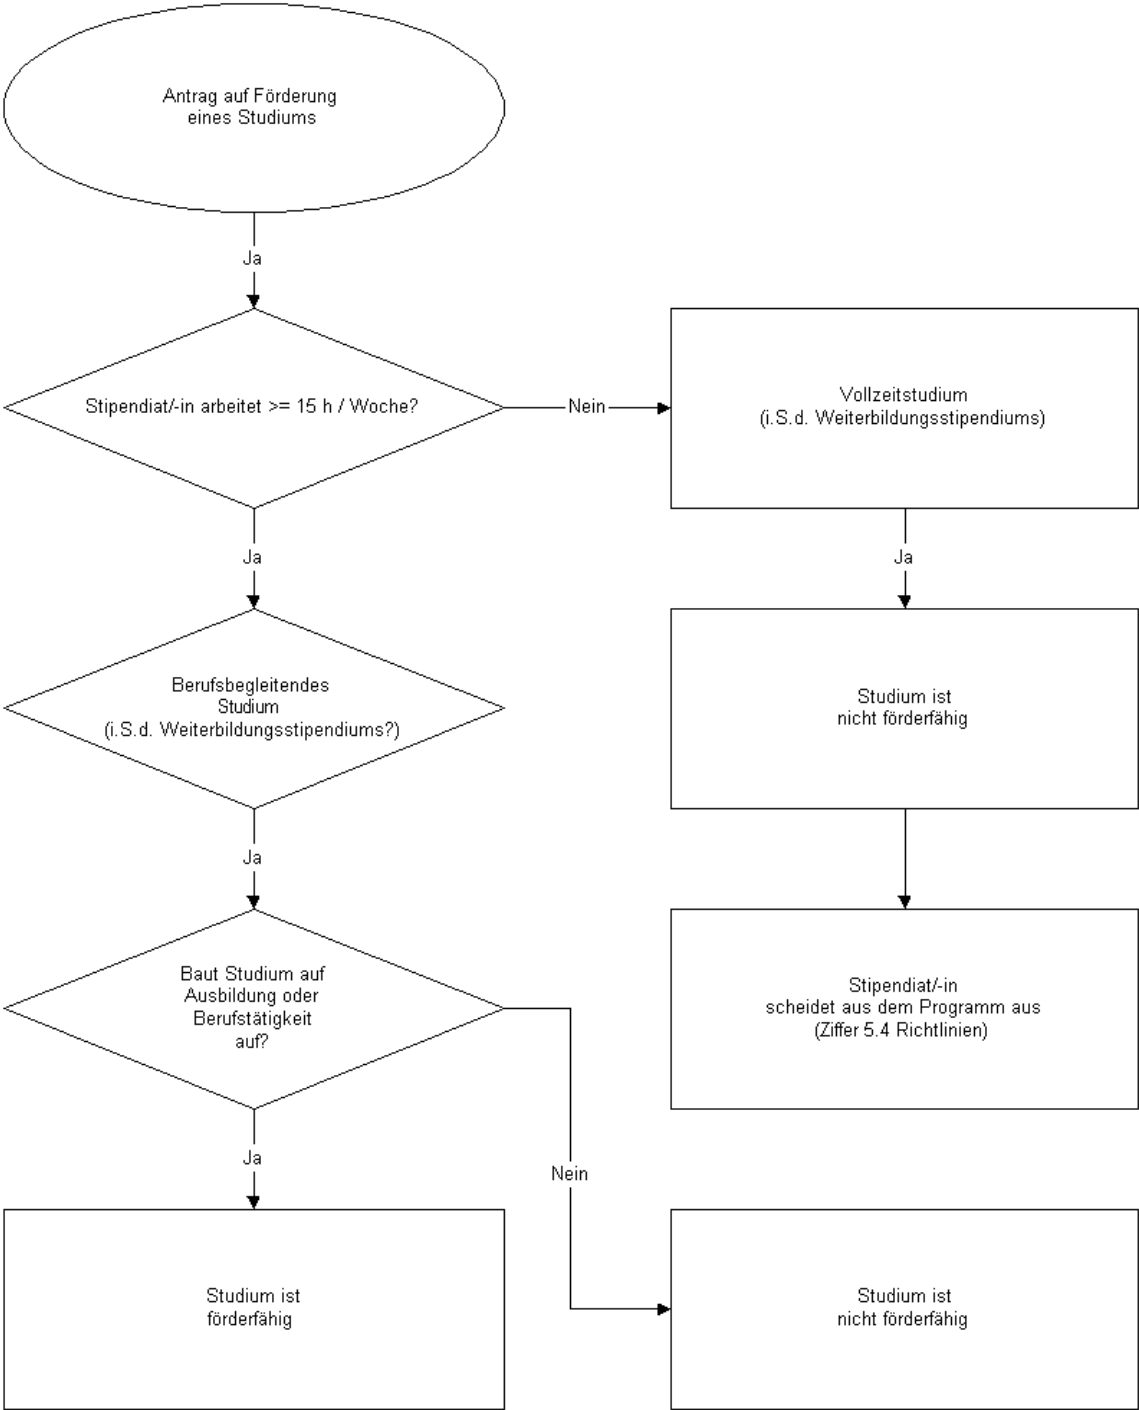 Antrag auf Förderung
eines Studiums
Ja
Stipendiat/-in arbeitet >= 15 h / Woche?
Nein
Vollzeitstudium
(i.S.d. Weiterbildungsstipendiums)
Ja
Ja
Berufsbegleitendes
Studium
(i.S.d. Weiterbildungsstipendiums?)
Studium ist
nicht förderfähig
Ja
Baut Studium auf
Ausbildung oder
Berufstätigkeit
auf?
Stipendiat/-in
scheidet aus dem Programm aus
(Ziffer 5.4 Richtlinien)
Ja
Nein
Studium ist
förderfähig
Studium ist
nicht förderfähig